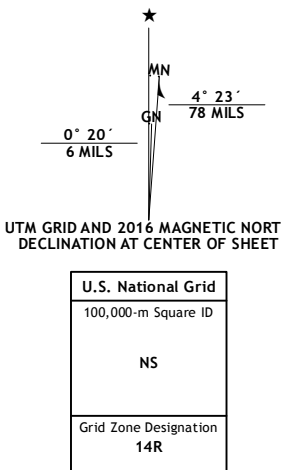 ★
MN
4° 23´
78 MILS
GN
0° 20´
6 MILS
UTM GRID AND 2016 MAGNETIC NORT
DECLINATION AT CENTER OF SHEET
U.S. National Grid
100,000-m Square ID
NS
Grid Zone Designation
14R